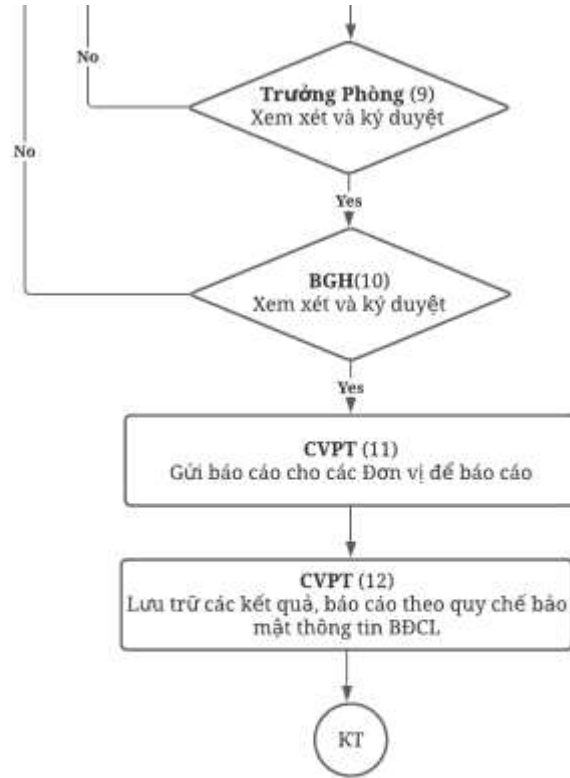 No
Trưởng Phòng (9)
Xem xét và ký duyệt
No
Yes
BGH(10)
Xem xét và ký duyệt
Yes
CVPT (11)
Gửi báo cáo cho các Đơn vị để báo cáo
CVPT (12)
Lưu trữ các kết quả, báo cáo theo quy chế bảo
mật thông tin BĐCL
KT